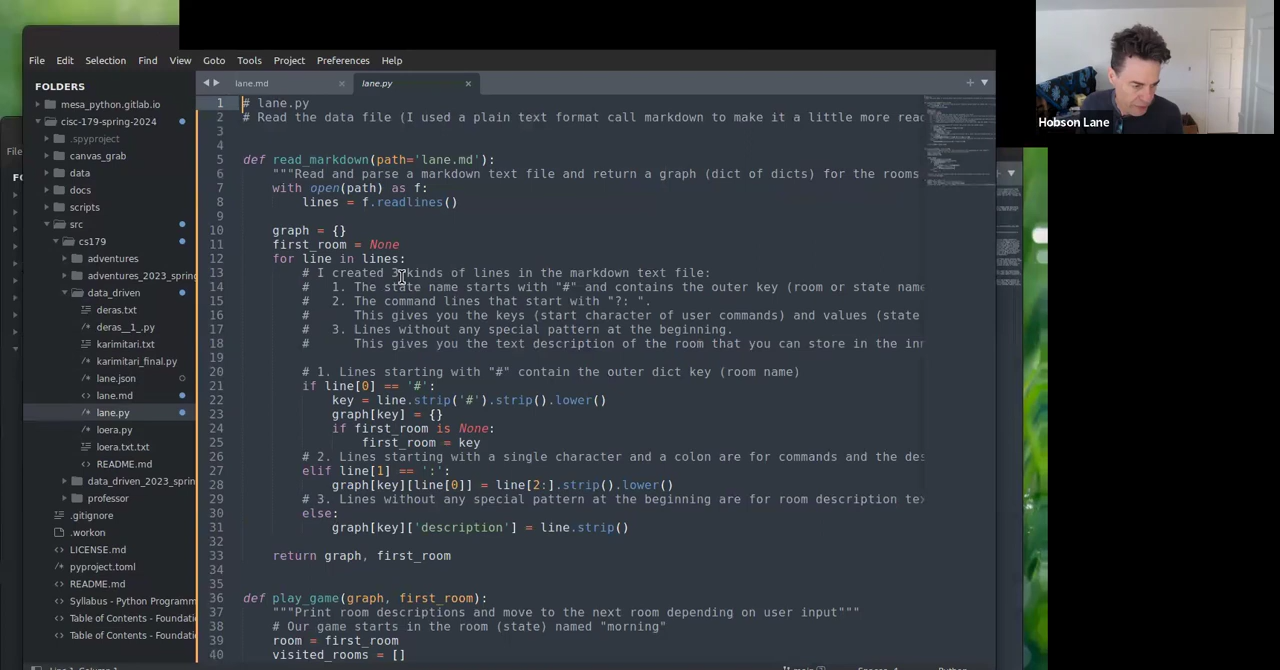 File Edit Selection Find View Goto Tools Project Preferences Help
FOLDERS
mesa_python.gitlab.io
cisc-179-spring-2024
.spyproject
canvas_grab
data
docs
scripts
src
cs179
adventures
adventures_2023_spring
data_driven
deras.txt
deras__1_.py
karimitari.txt
karimitari_final.py
lane.json
lane.md
lane.py
loera.py
loera.txt.txt
README.md
data_driven_2023_sprin
professor
.gitignore
.workon
LICENSE.md
pyproject.toml
README.md
Syllabus - Python Programm
Table of Contents - Foundatio
Table of Contents - Foundatio
lane.md
lane.py
1 # lane.py
2 # Read the data file (I used a plain text format call markdown to make it a little more read
3
4
5 def read_markdown(path='lane.md'):
6 """Read and parse a markdown text file and return a graph (dict of dicts) for the rooms
7 with open(path) as f:
8 lines = f.readlines()
9
10 graph = {}
11 first_room = None
12 for line in lines:
13 # I created 3 kinds of lines in the markdown text file:
14 # 1. The state name starts with "#" and contains the outer key (room or state name
15 # 2. The command lines that start with "?: ".
16 # This gives you the keys (start character of user commands) and values (state
17 # 3. Lines without any special pattern at the beginning.
18 # This gives you the text description of the room that you can store in the inn
19
20 # 1. Lines starting with "#" contain the outer dict key (room name)
21 if line[0] == '#':
22 key = line.strip('#').strip().lower()
23 graph[key] = {}
24 if first_room is None:
25 first_room = key
26 # 2. Lines starting with a single character and a colon are for commands and the des
27 elif line[1] == ':':
28 graph[key][line[0]] = line[2:].strip().lower()
29 # 3. Lines without any special pattern at the beginning are for room description tex
30 else:
31 graph[key]['description'] = line.strip()
32
33 return graph, first_room
34
35
36 def play_game(graph, first_room):
37 """Print room descriptions and move to the next room depending on user input"""
38 # Our game starts in the room (state) named "morning"
39 room = first_room
40 visited_rooms = []
Hobson Lane